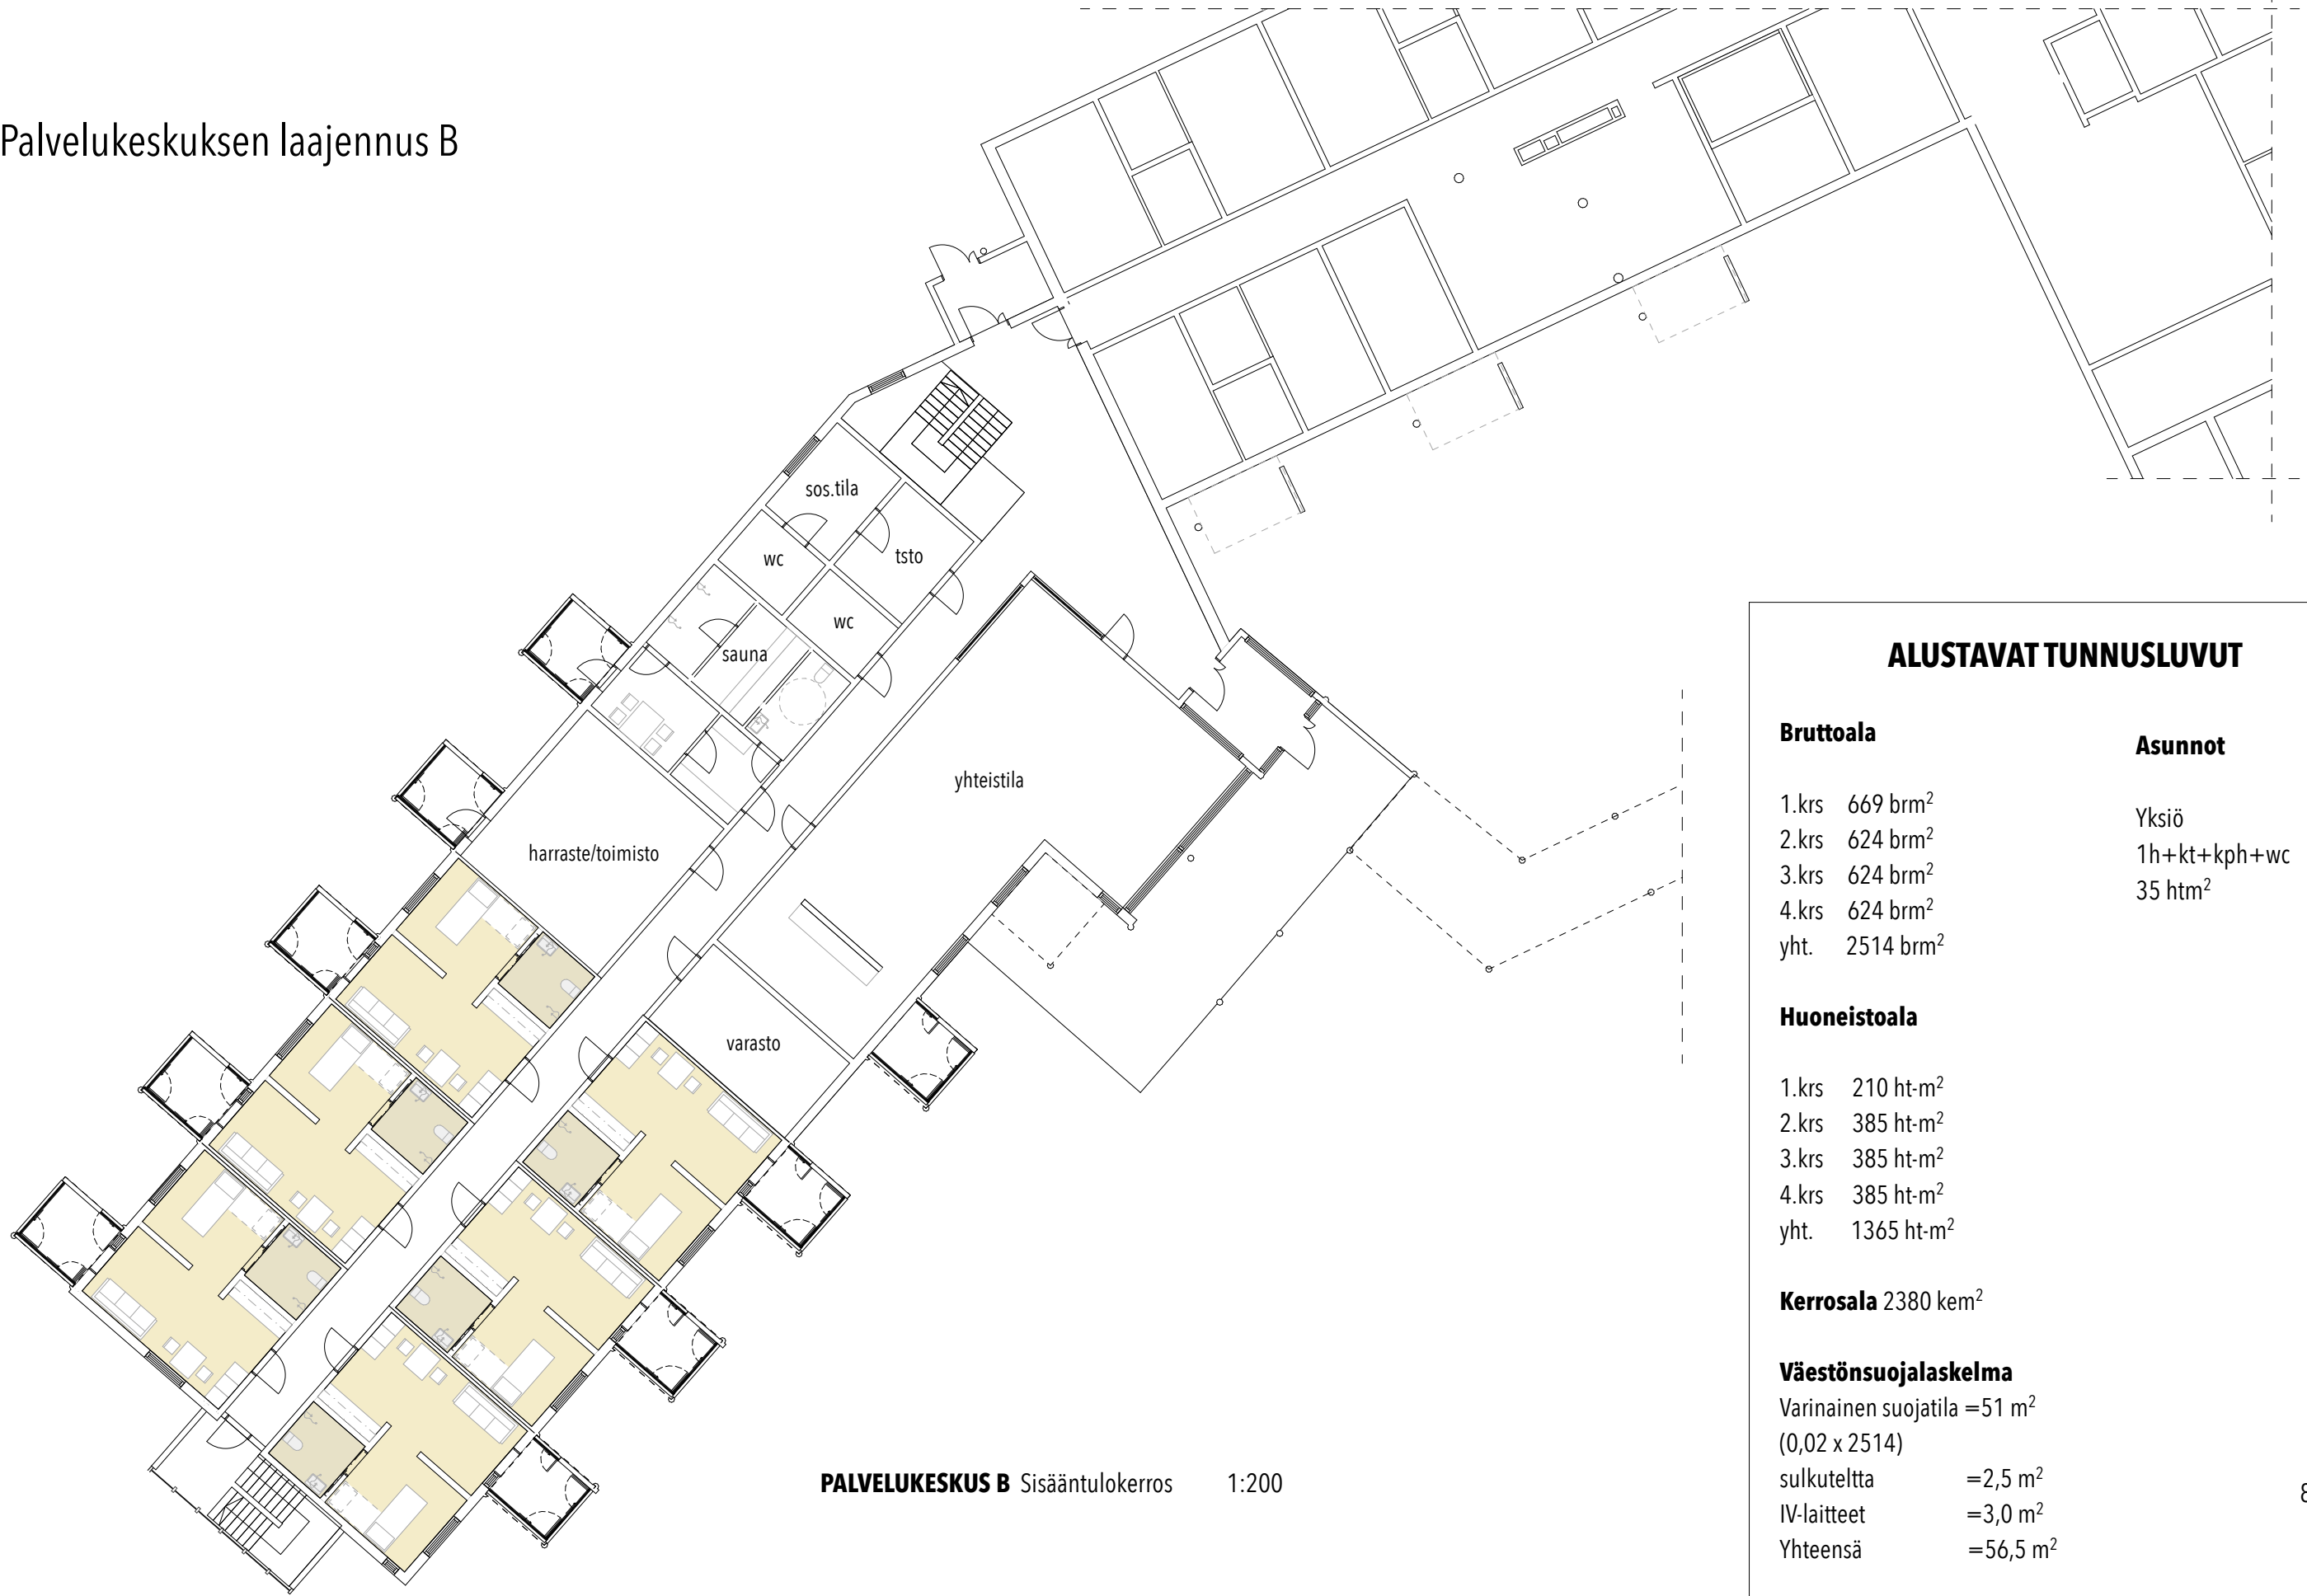 Palvelukeskuksen laajennus B
sos.tila
wc
tsto
wc
sauna
yhteistila
harraste/toimisto
varasto
PALVELUKESKUS B Sisääntulokerros 1:200
ALUSTAVAT TUNNUSLUVUT
Bruttoala
1.krs 669 brm²
2.krs 624 brm²
3.krs 624 brm²
4.krs 624 brm²
yht. 2514 brm²
Huoneistoala
1.krs 210 ht-m²
2.krs 385 ht-m²
3.krs 385 ht-m²
4.krs 385 ht-m²
yht. 1365 ht-m²
Kerrosala 2380 kem²
Väestönsuojalaskelma
Varinainen suojatila =51 m²
(0,02 x 2514)
sulkuteltta =2,5 m²
IV-laitteet =3,0 m²
Yhteensä =56,5 m²
Asunnot
Yksiö
1h+kt+kph+wc
35 htm²
8